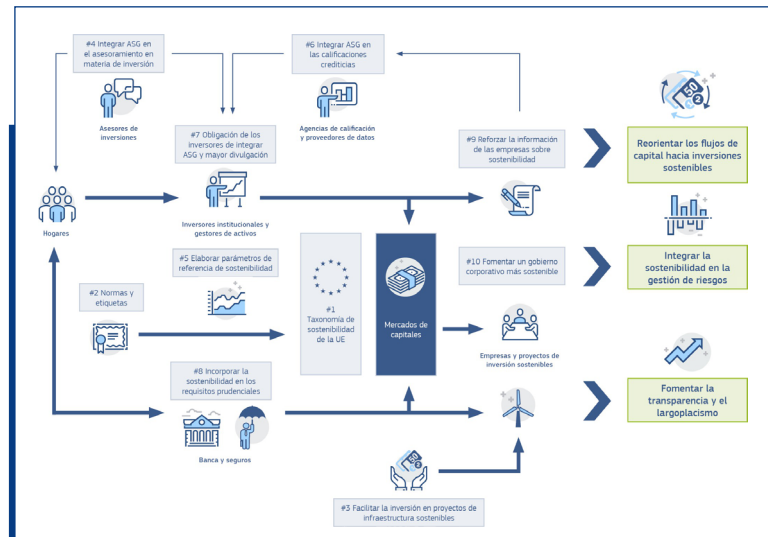 #4 Integrar ASG en
el asesoramiento en
materia de inversión
Asesores de
inversiones
#6 Integrar ASG en
las calificaciones
crediticias
Agencias de calificación
y proveedores de datos
#7 Obligación de los
inversores de integrar
ASG y mayor divulgación
Inversores institucionales y
gestores de activos
#9 Reforzar la información
de las empresas sobre
sostenibilidad
Reorientar los flujos de
capital hacia inversiones
sostenibles
Hogares
#5 Elaborar parámetros de
referencia de sostenibilidad
#2 Normas y
etiquetas
#1
Taxonomía de
sostenibilidad
de la UE
Mercados de
capitales
#10 Fomentar un gobierno
corporativo más sostenible
Integrar la
sostenibilidad en la
gestión de riesgos
Empresas y proyectos de
inversión sostenibles
#8 Incorporar la
sostenibilidad en los
requisitos prudenciales
Banca y seguros
Fomentar la
transparencia y el
largoplacismo
#3 Facilitar la inversión en proyectos de
infraestructura sostenibles